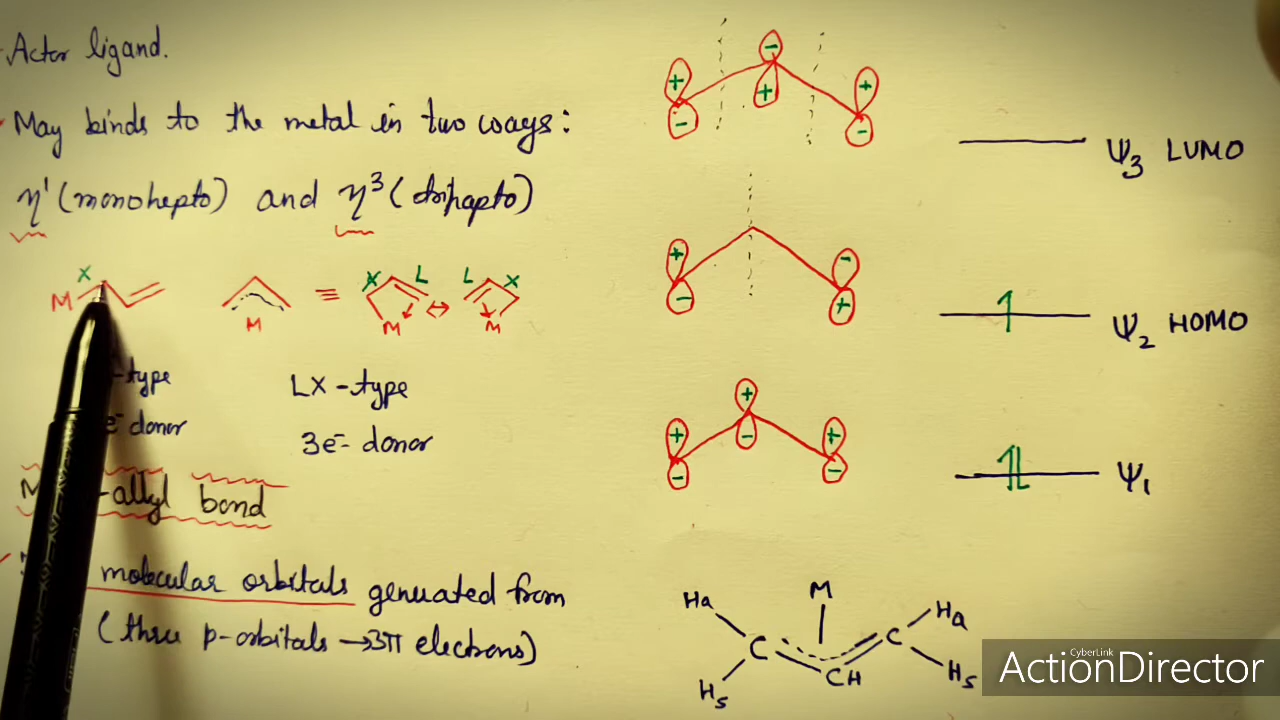 Actor ligand.
May binds to the metal in two ways:
η¹ (monohepto) and η³ (trihapto)
X
M
M
≡
X L
M
↔
L X
M
-type
LX -type
e⁻ donor
3e⁻ donor
-allyl bond
molecular orbitals genuated from
(three p-orbitals → 3π electrons)
-
+ +
+
- -
ψ3 LUMO
+ -
- +
ψ2 HOMO
+
+ - +
- -
ψ1
Ha M Ha
C C
CH
Hs Hs
CyberLink
ActionDirector